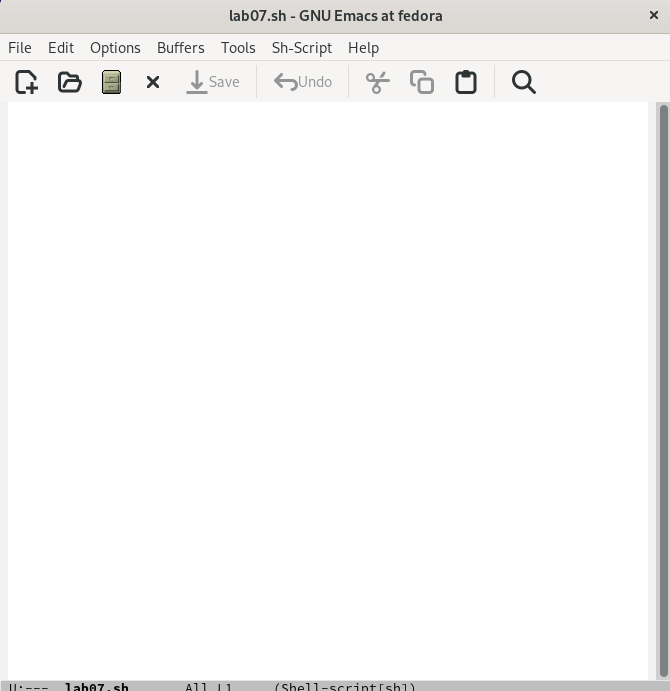 lab07.sh - GNU Emacs at fedora
File Edit Options Buffers Tools Sh-Script Help
Save Undo
U:--- lab07.sh All L1 (Shell-script[sh])